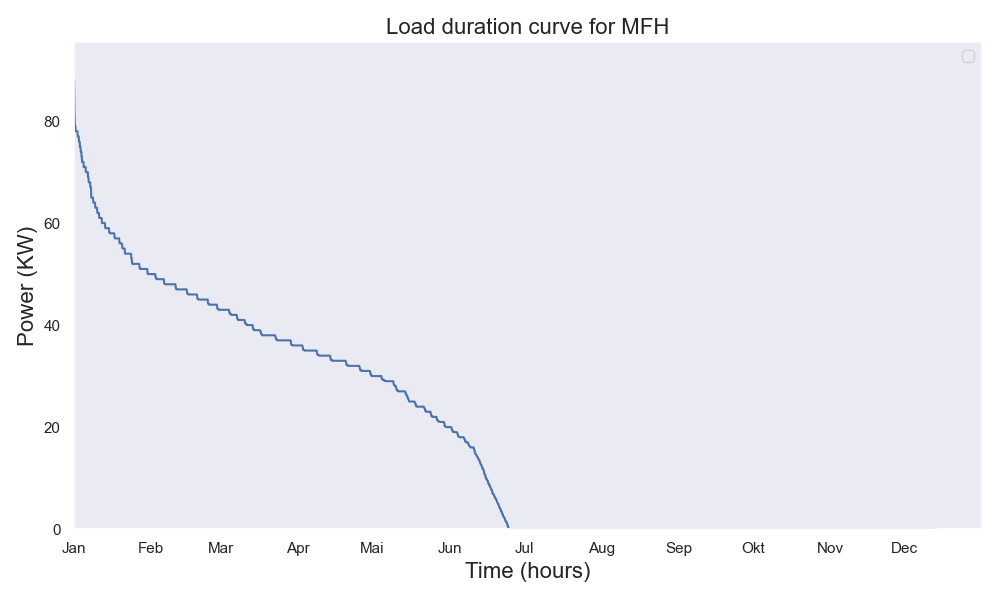 Load duration curve for MFH
Power (KW)
80
60
40
20
0
Jan Feb Mar Apr Mai Jun Jul Aug Sep Okt Nov Dec
Time (hours)